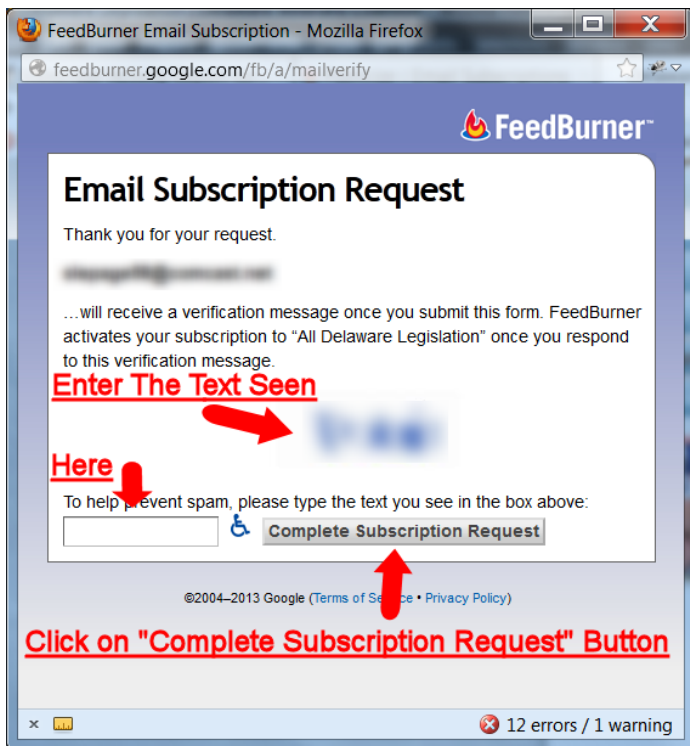 FeedBurner Email Subscription - Mozilla Firefox
feedburner.google.com/fb/a/mailverify
FeedBurner™
Email Subscription Request
Thank you for your request.
…will receive a verification message once you submit this form. FeedBurner
activates your subscription to “All Delaware Legislation” once you respond
to this verification message.
Enter The Text Seen
Here
To help prevent spam, please type the text you see in the box above:
Complete Subscription Request
©2004–2013 Google (Terms of Service • Privacy Policy)
Click on "Complete Subscription Request" Button
12 errors / 1 warning